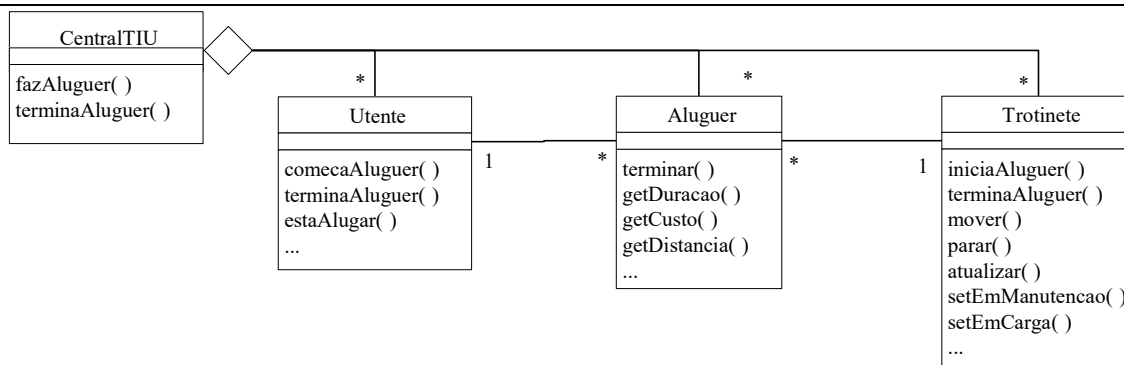 CentralTIU
fazAluguer( )
terminaAluguer( )
*
*
*
Utente
comecaAluguer( )
terminaAluguer( )
estaAlugar( )
...
1
*
Aluguer
terminar( )
getDuracao( )
getCusto( )
getDistancia( )
...
*
1
Trotinete
iniciaAluguer( )
terminaAluguer( )
mover( )
parar( )
atualizar( )
setEmManutencao( )
setEmCarga( )
...